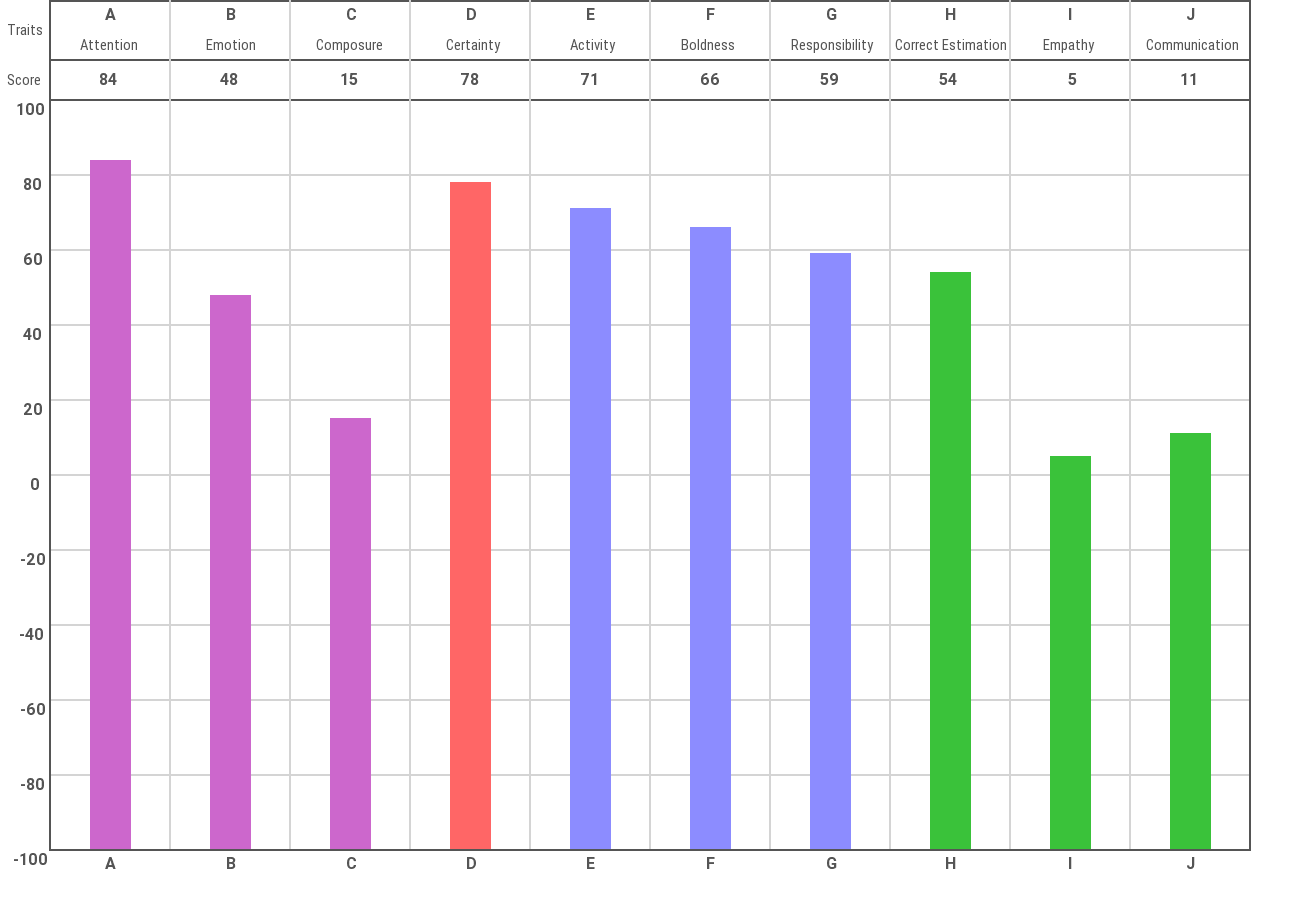 A B C D E F G H I J
Traits
Attention Emotion Composure Certainty Activity Boldness Responsibility Correct Estimation Empathy Communication
Score 84 48 15 78 71 66 59 54 5 11
100
80
60
40
20
0
-20
-40
-60
-80
-100
A B C D E F G H I J